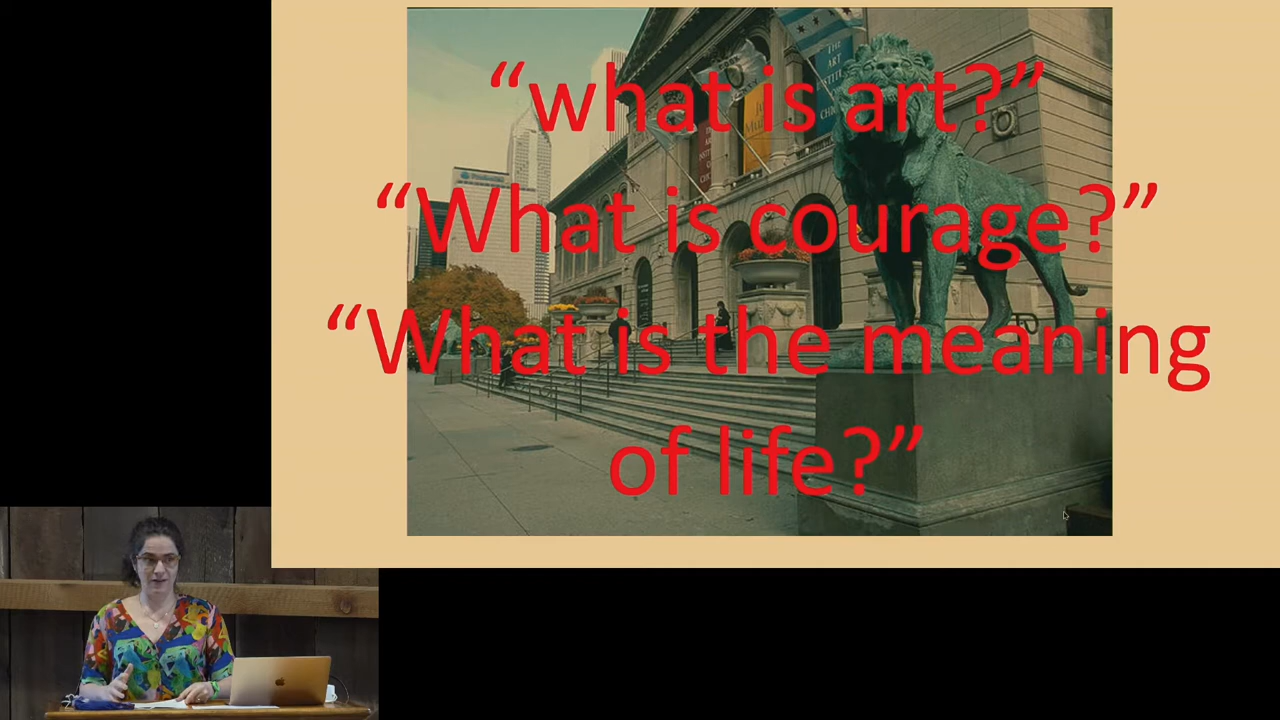 “what is art?”
“What is courage?”
“What is the meaning
of life?”